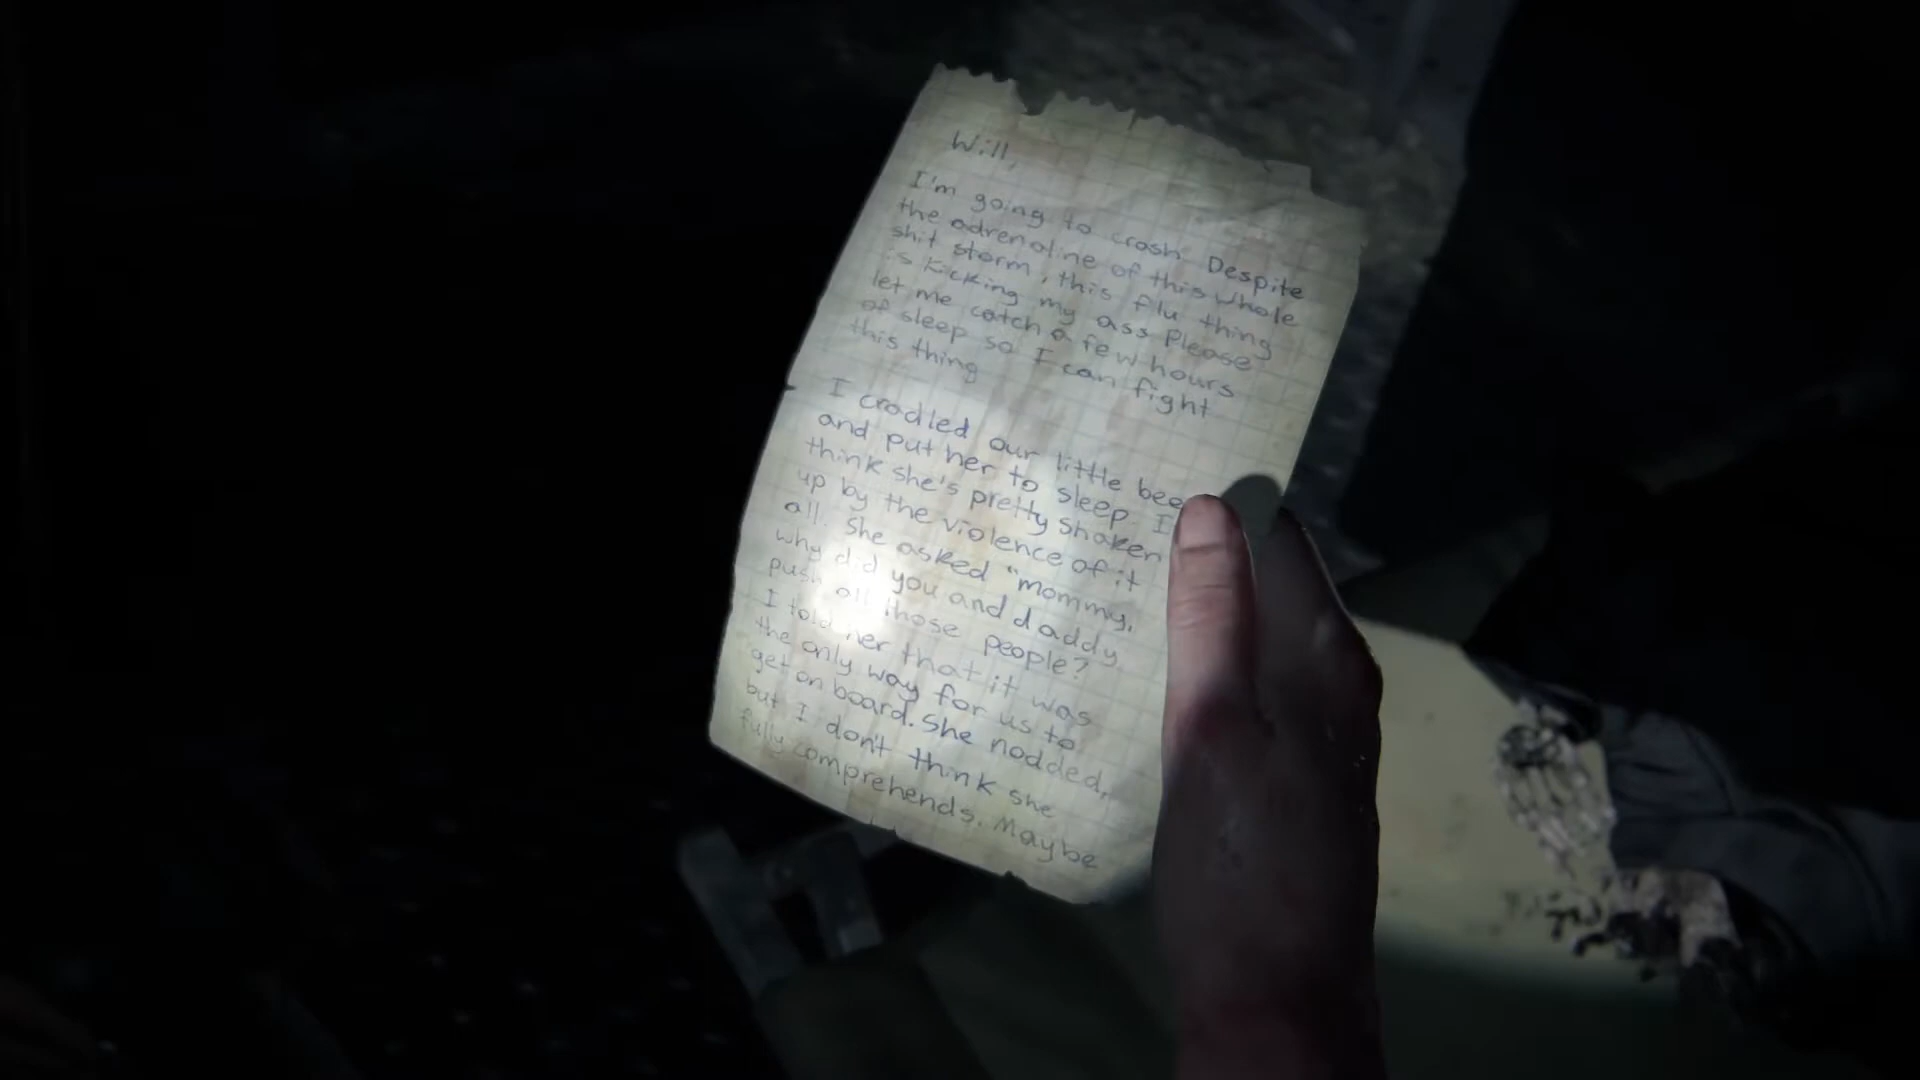 Will,
I'm going to crash. Despite
the adrenaline of this whole
shit storm, this flu thing
is kicking my ass Please
let me catch a few hours
of sleep so I can fight
this thing
I cradled our little bee
and put her to sleep. I
think she's pretty shaken
up by the violence of it
all. She asked "mommy,
why did you and daddy
push all those people?
I told her that it was
the only way for us to
get on board. She nodded,
but I don't think she
fully comprehends. Maybe